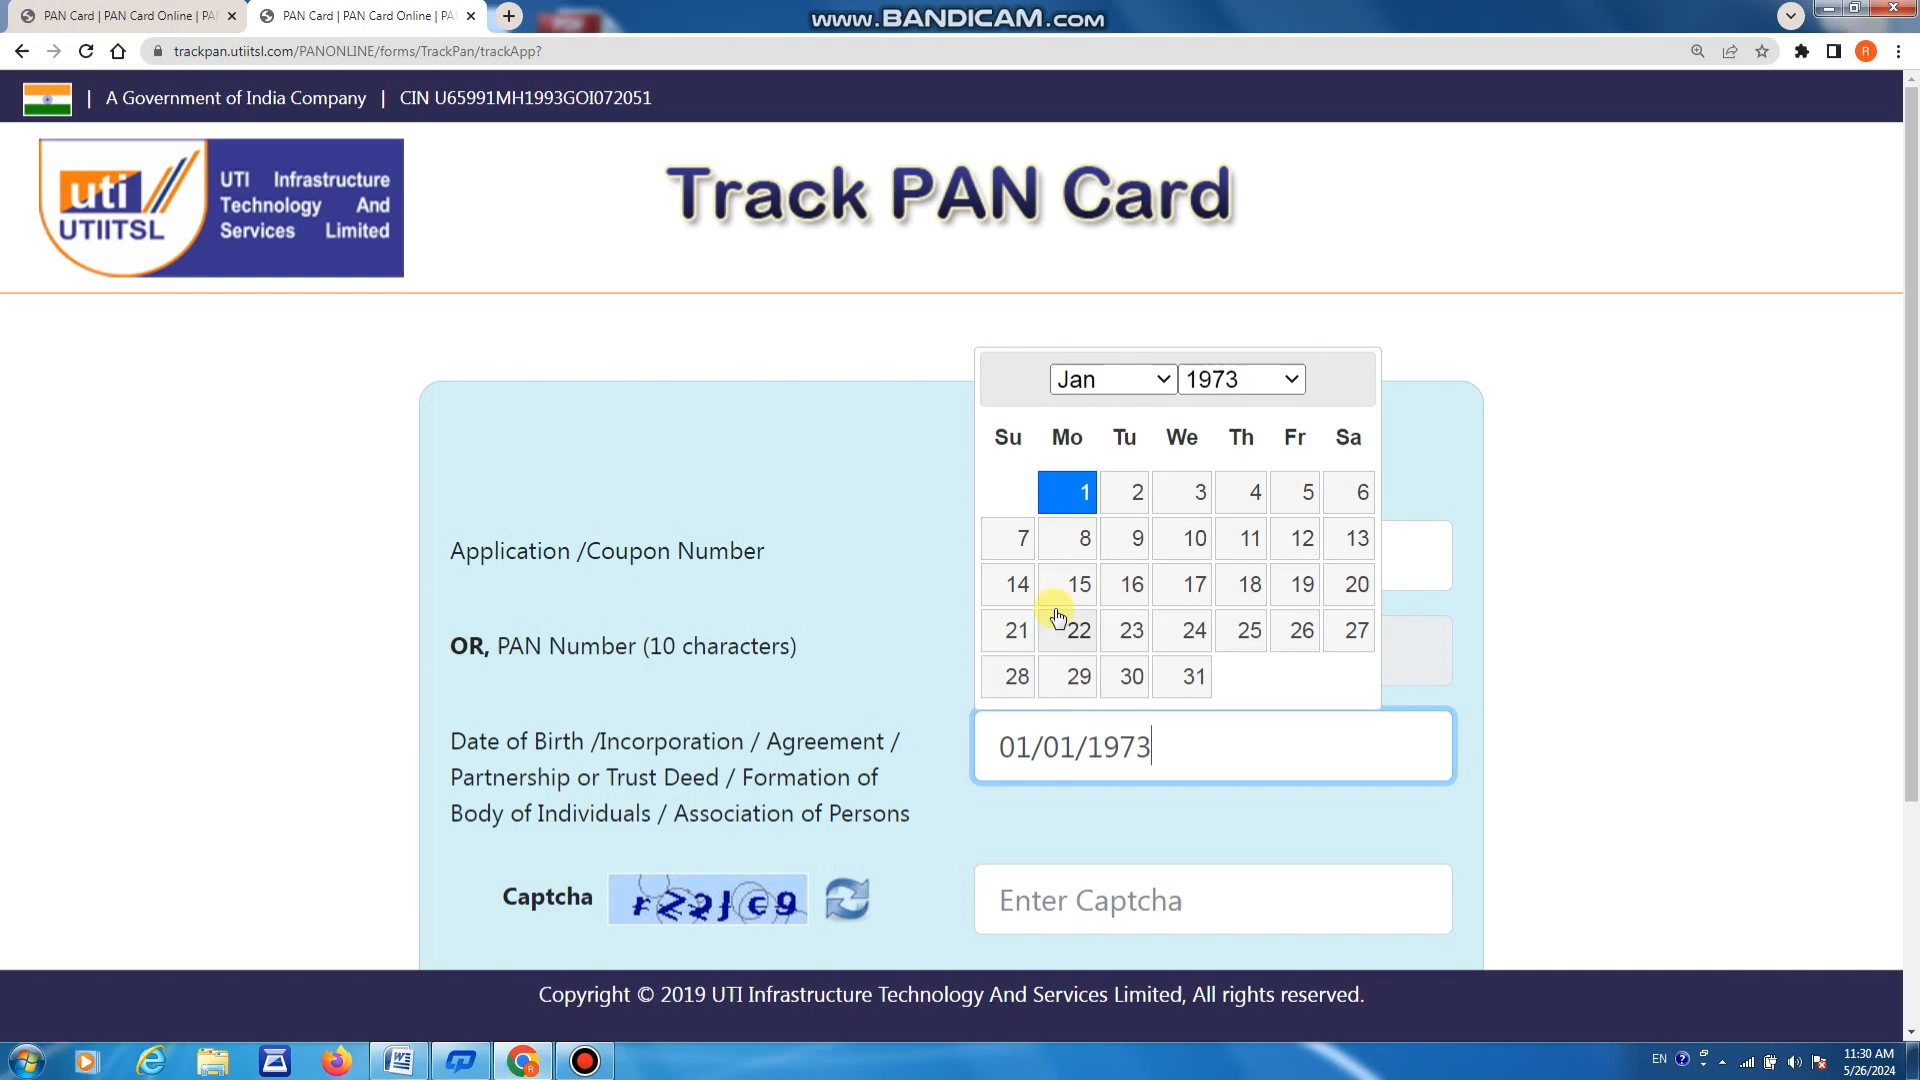 PAN Card | PAN Card Online | PA
PAN Card | PAN Card Online | PA
www.BANDICAM.com
trackpan.utiitsl.com/PANONLINE/forms/TrackPan/trackApp?
R
| A Government of India Company | CIN U65991MH1993GOI072051
uti
UTIITSL
UTI Infrastructure
Technology And
Services Limited
Track PAN Card
Jan 1973
Su Mo Tu We Th Fr Sa
1 2 3 4 5 6
7 8 9 10 11 12 13
14 15 16 17 18 19 20
21 22 23 24 25 26 27
28 29 30 31
Application /Coupon Number
OR, PAN Number (10 characters)
Date of Birth /Incorporation / Agreement /
Partnership or Trust Deed / Formation of
Body of Individuals / Association of Persons
01/01/1973
Captcha
Enter Captcha
Copyright © 2019 UTI Infrastructure Technology And Services Limited, All rights reserved.
EN
11:30 AM
5/26/2024